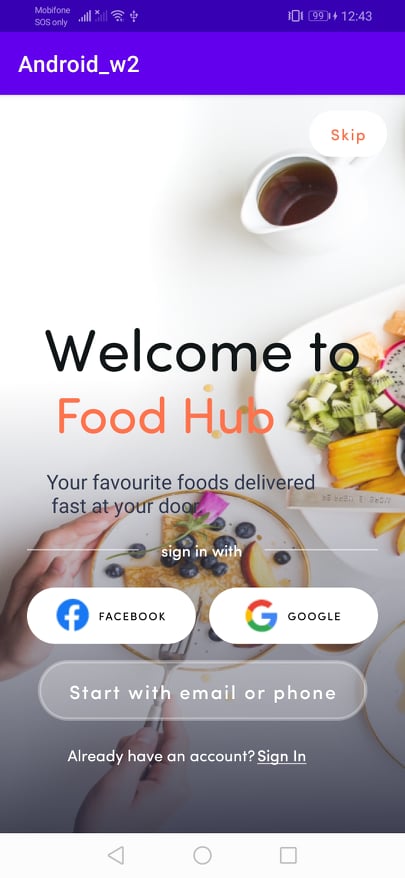 Mobifone
SOS only
99
12:43
Android_w2
Skip
Welcome to
Food Hub
Your favourite foods delivered
fast at your door
sign in with
FACEBOOK
GOOGLE
Start with email or phone
Already have an account? Sign In